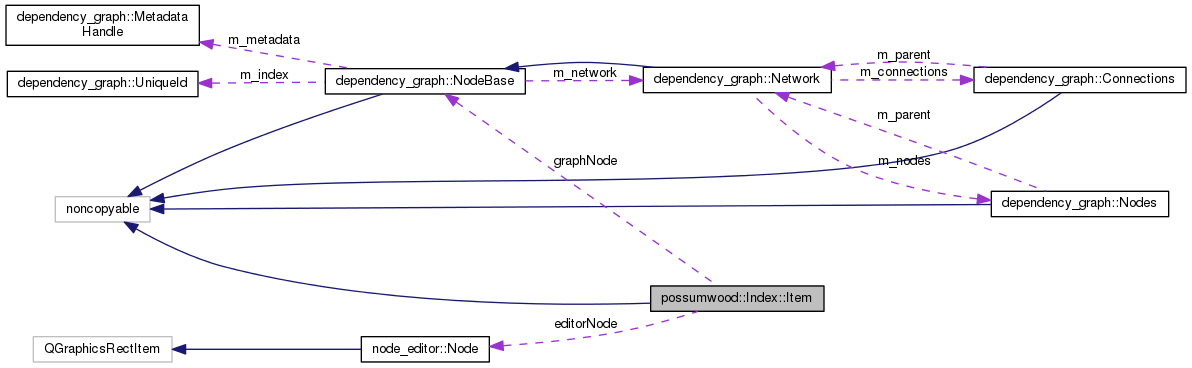 dependency_graph::Metadata
Handle
m_metadata
m_parent
dependency_graph::UniqueId
m_index
dependency_graph::NodeBase
m_network
dependency_graph::Network
m_connections
dependency_graph::Connections
m_parent
graphNode
m_nodes
noncopyable
dependency_graph::Nodes
possumwood::Index::Item
editorNode
QGraphicsRectItem
node_editor::Node